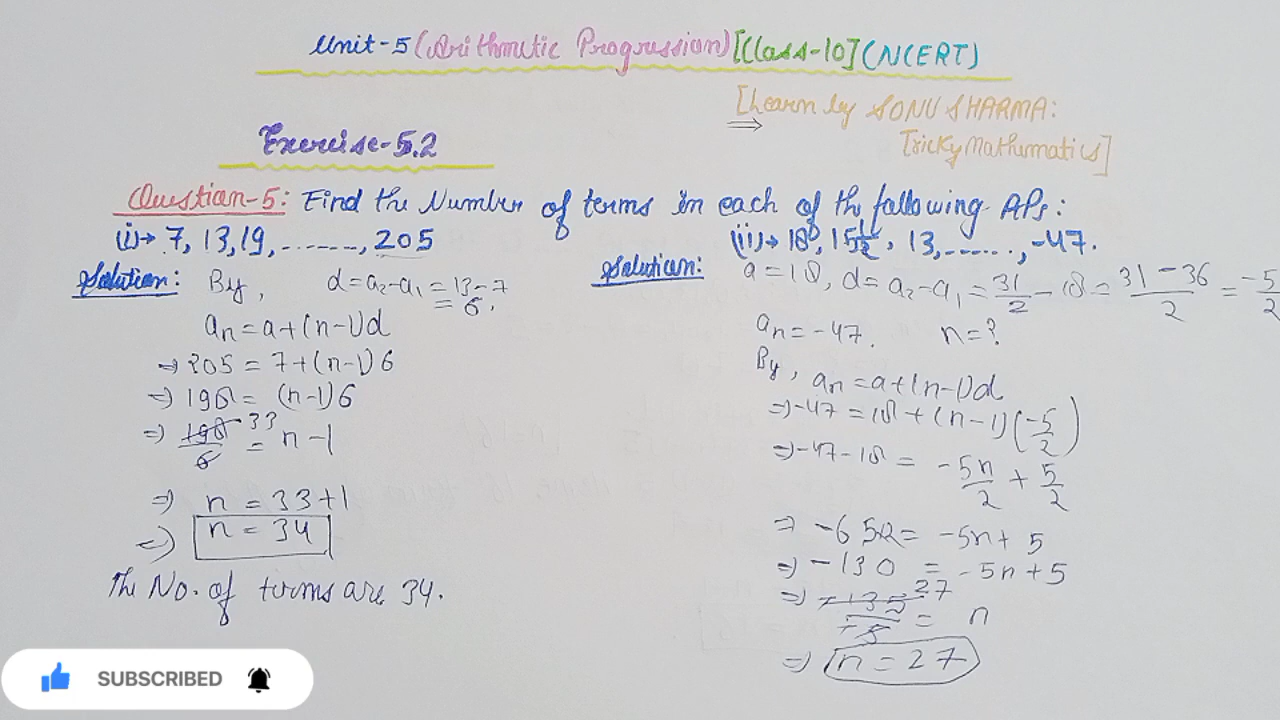 Unit-5 (Arithmetic Progression) [Class-10] (NCERT)
⇒ [Learn by SONU SHARMA:
Tricky Mathematics]
Exercise-5.2
Question-5: Find the Number of terms in each of the following APs:
(i)→ 7, 13, 19, ......., 205
(ii)→ 18, 15½, 13, ......, -47.
Solution: By, d = a₂-a₁ = 13-7
= 6.
aₙ = a+(n-1)d
⇒ 205 = 7+(n-1)6
⇒ 198 = (n-1)6
⇒ 198/6 33 = n-1
⇒ n = 33+1
⇒ n = 34
The No. of terms are 34.
Solution: a = 18, d = a₂-a₁ = 31/2 - 18 = 31-36/2 = -5/2
aₙ = -47. n = ?
By, aₙ = a+(n-1)d
⇒ -47 = 18+(n-1)(-5/2)
⇒ -47-18 = -5n/2 + 5/2
⇒ -65×2 = -5n+5
⇒ -130 = -5n+5
⇒ -135/-5 27 = n
⇒ n = 27
SUBSCRIBED